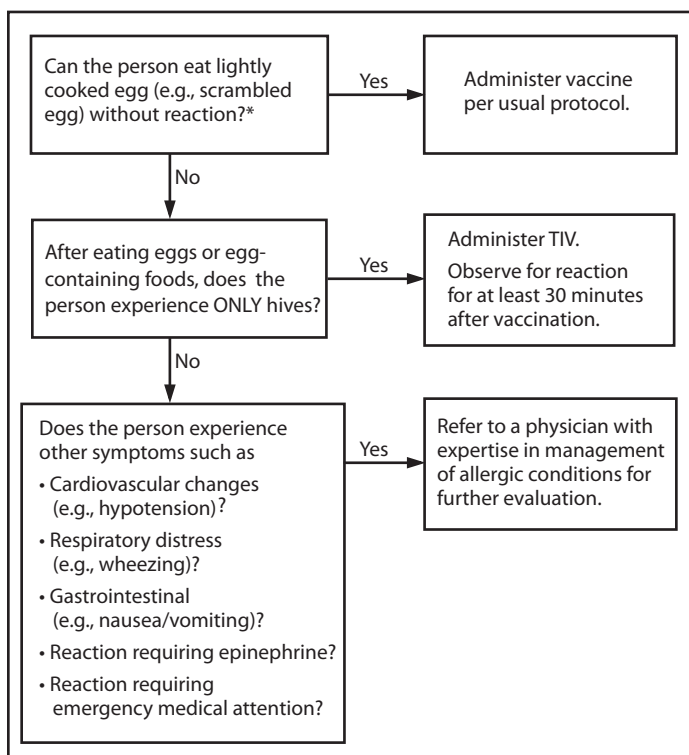 Can the person eat lightly
cooked egg (e.g., scrambled
egg) without reaction?*
Yes
Administer vaccine
per usual protocol.
No
After eating eggs or egg-
containing foods, does the
person experience ONLY hives?
Yes
Administer TIV.
Observe for reaction
for at least 30 minutes
after vaccination.
No
Does the person experience
other symptoms such as
• Cardiovascular changes
(e.g., hypotension)?
• Respiratory distress
(e.g., wheezing)?
• Gastrointestinal
(e.g., nausea/vomiting)?
• Reaction requiring epinephrine?
• Reaction requiring
emergency medical attention?
Yes
Refer to a physician with
expertise in management
of allergic conditions for
further evaluation.